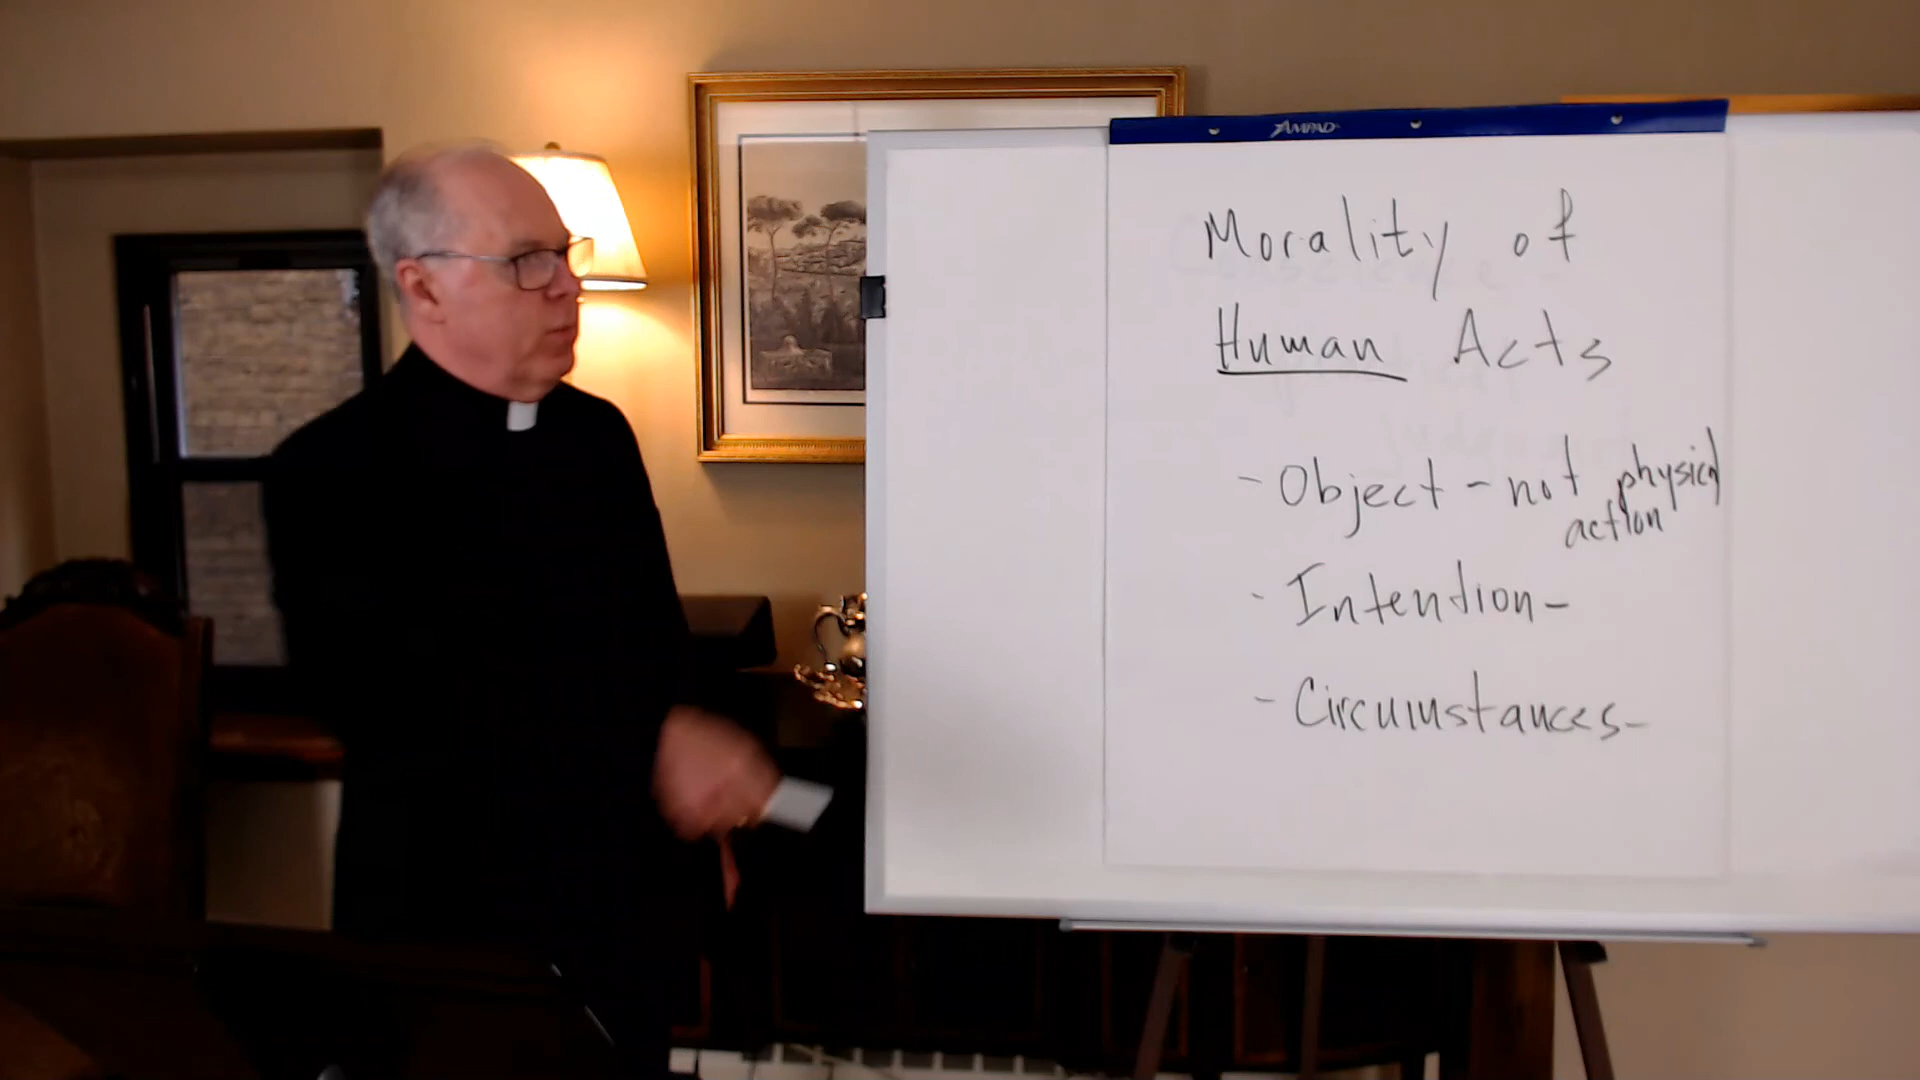 AMPAD
Morality of
Human Acts
- Object - not physical
action
- Intention -
- Circumstances -